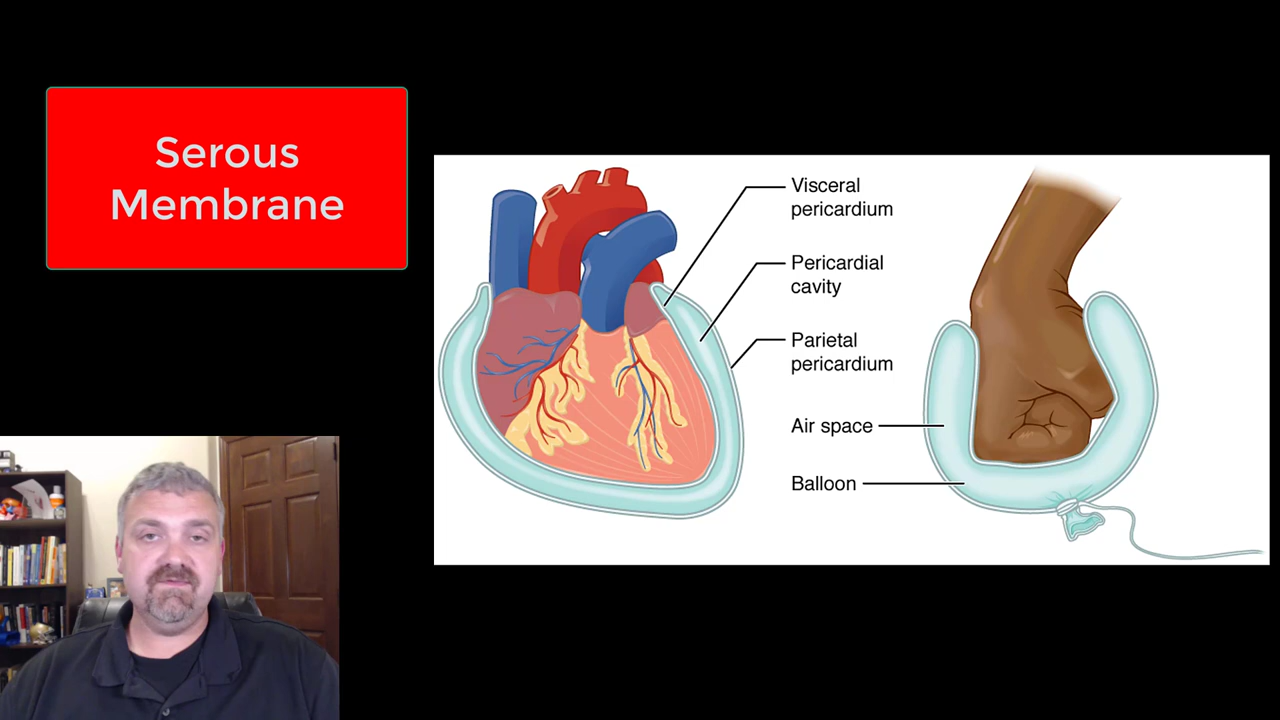 Serous
Membrane
Visceral
pericardium
Pericardial
cavity
Parietal
pericardium
Air space
Balloon